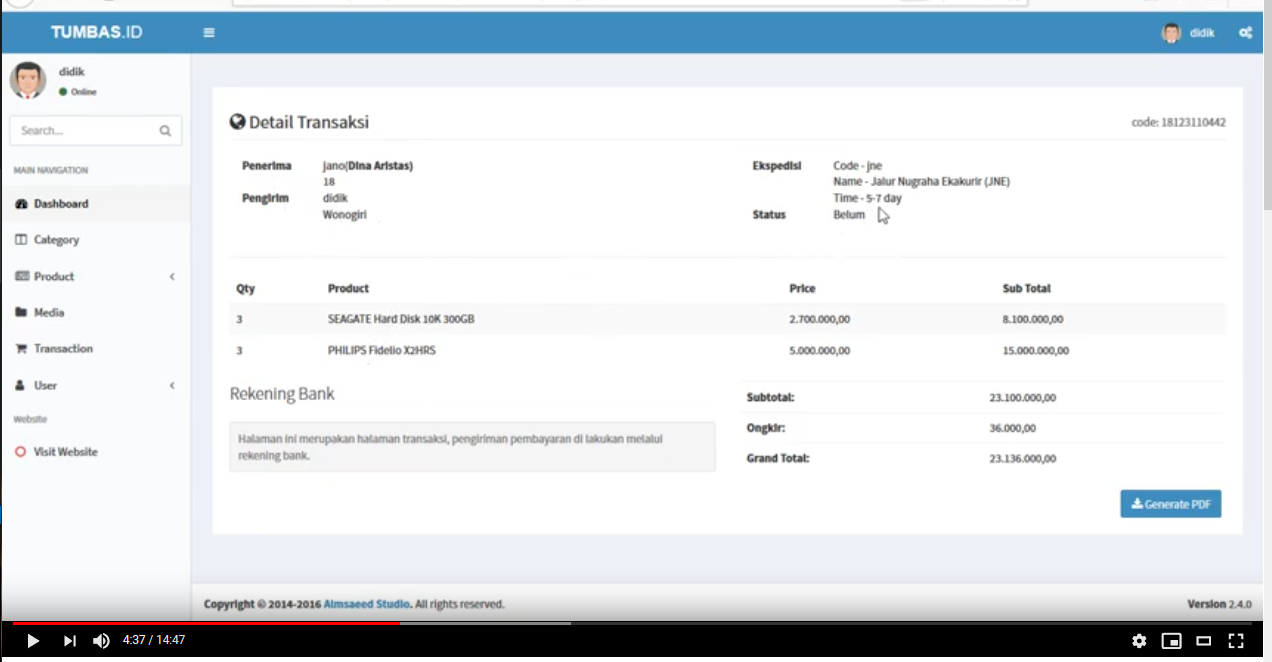 TUMBAS.ID
didik
didik
Online
Search...
MAIN NAVIGATION
Dashboard
Category
Product
Media
Transaction
User
Website
Visit Website
Detail Transaksi
code: 18123110442
Penerima jano(Dina Aristas)
18
Pengirim didik
Wonogiri
Ekspedisi Code - jne
Name - Jalur Nugraha Ekakurir (JNE)
Time - 5-7 day
Status Belum
Qty Product Price Sub Total
3 SEAGATE Hard Disk 10K 300GB 2.700.000,00 8.100.000,00
3 PHILIPS Fidelio X2HRS 5.000.000,00 15.000.000,00
Rekening Bank
Halaman ini merupakan halaman transaksi, pengiriman pembayaran di lakukan melalui
rekening bank.
Subtotal: 23.100.000,00
Ongkir: 36.000,00
Grand Total: 23.136.000,00
Generate PDF
Copyright © 2014-2016 Almsaeed Studio. All rights reserved.
Version 2.4.0
4:37 / 14:47